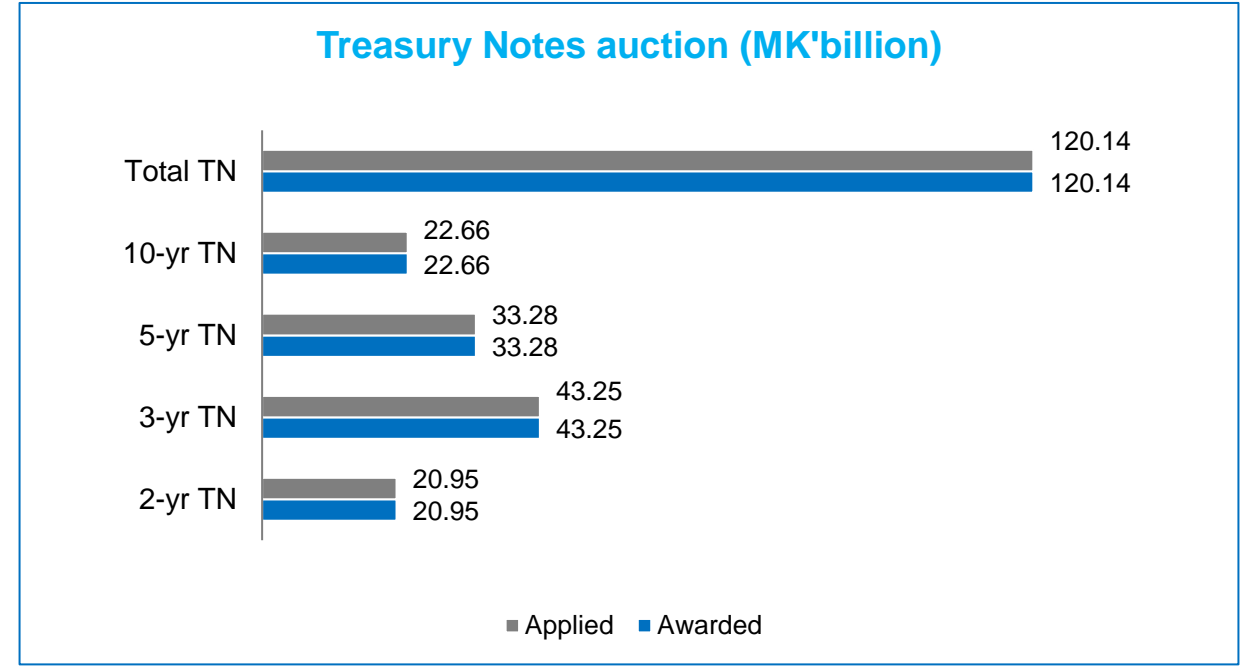 Treasury Notes auction (MK'billion)
Total TN
120.14
120.14
10-yr TN
22.66
22.66
5-yr TN
33.28
33.28
3-yr TN
43.25
43.25
2-yr TN
20.95
20.95
Applied Awarded